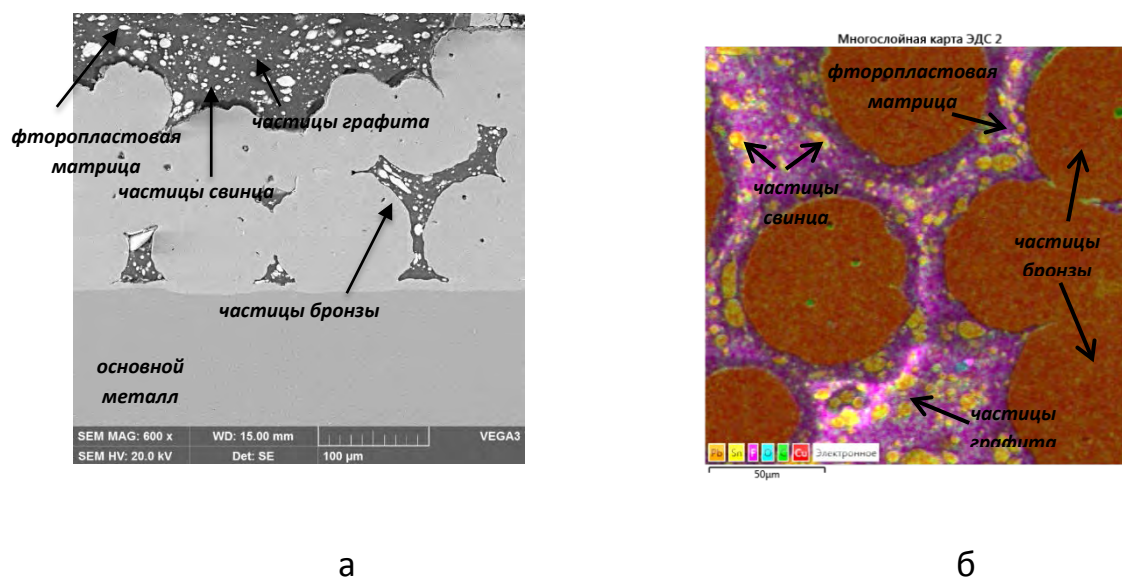 фторопластовая
матрица
частицы графита
частицы свинца
частицы бронзы
основной
металл
SEM MAG: 600 x
WD: 15.00 mm
VEGA3
SEM HV: 20.0 kV
Det: SE
100 µm
а
Многослойная карта ЭДС 2
фторопластовая
матрица
частицы
свинца
частицы
бронзы
частицы
графита
Pb Sn F O Cu Электронное
50µm
б